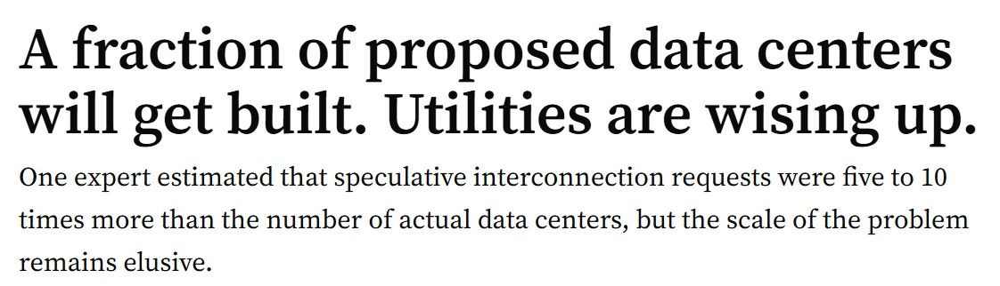 A fraction of proposed data centers
will get built. Utilities are wising up.
One expert estimated that speculative interconnection requests were five to 10
times more than the number of actual data centers, but the scale of the problem
remains elusive.